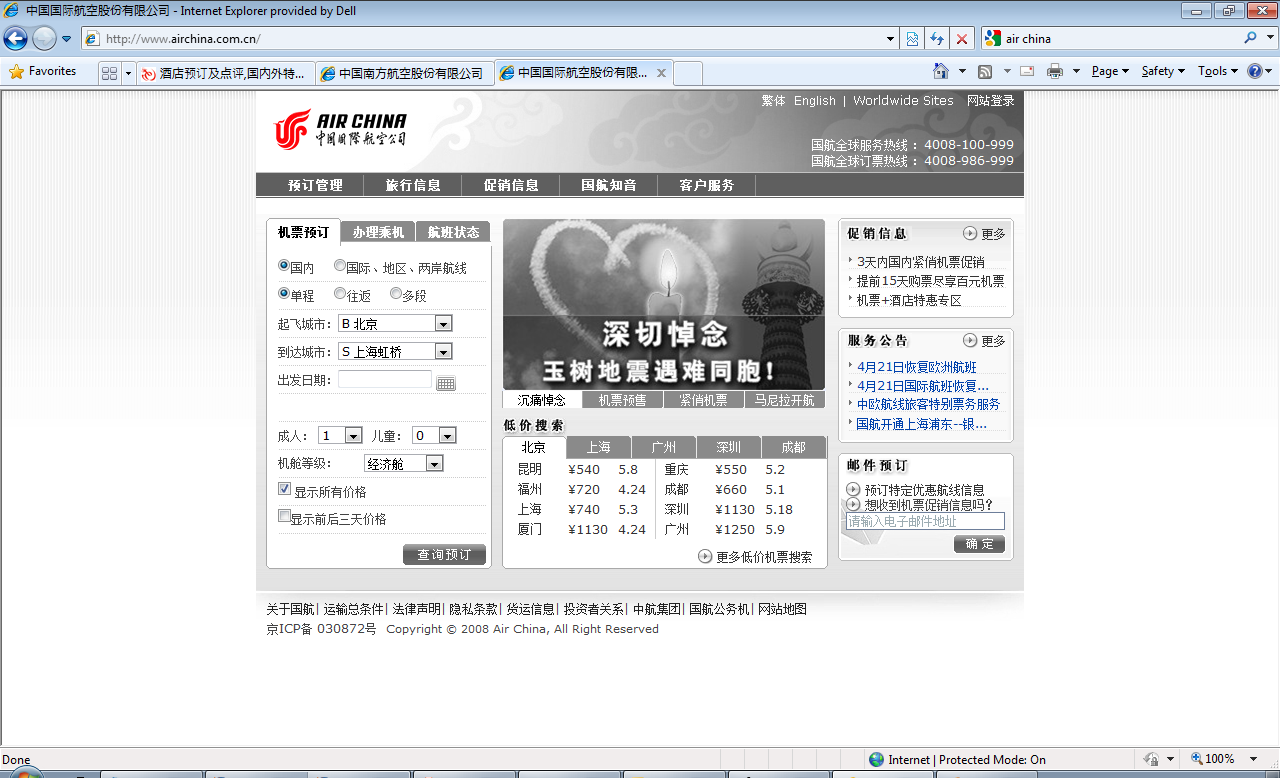 中国国际航空股份有限公司 - Internet Explorer provided by Dell
http://www.airchina.com.cn/
air china
Favorites
酒店预订及点评,国内外特...
中国南方航空股份有限公司
中国国际航空股份有限...
Page Safety Tools
繁体 English | Worldwide Sites 网站登录
AIR CHINA
中国国际航空公司
国航全球服务热线：4008-100-999
国航全球订票热线：4008-986-999
预订管理 旅行信息 促销信息 国航知音 客户服务
机票预订 办理乘机 航班状态
国内 国际、地区、两岸航线
单程 往返 多段
起飞城市： B 北京
到达城市： S 上海虹桥
出发日期：
成人： 1 儿童： 0
机舱等级： 经济舱
显示所有价格
显示前后三天价格
查询预订
深切悼念
玉树地震遇难同胞！
沉痛悼念 机票预售 紧俏机票 马尼拉开航
低价搜索
北京 上海 广州 深圳 成都
昆明 ¥540 5.8 重庆 ¥550 5.2
福州 ¥720 4.24 成都 ¥660 5.1
上海 ¥740 5.3 深圳 ¥1130 5.18
厦门 ¥1130 4.24 广州 ¥1250 5.9
更多低价机票搜索
促销信息 更多
3天内国内紧俏机票促销
提前15天购票尽享百元机票
机票+酒店特惠专区
服务公告 更多
4月21日恢复欧洲航班
4月21日国际航班恢复...
中欧航线旅客特别票务服务
国航开通上海浦东--银...
邮件预订
预订特定优惠航线信息
想收到机票促销信息吗？
请输入电子邮件地址
确 定
关于国航| 运输总条件| 法律声明| 隐私条款| 货运信息| 投资者关系| 中航集团| 国航公务机| 网站地图
京ICP备 030872号 Copyright © 2008 Air China, All Right Reserved
Done
Internet | Protected Mode: On
100%